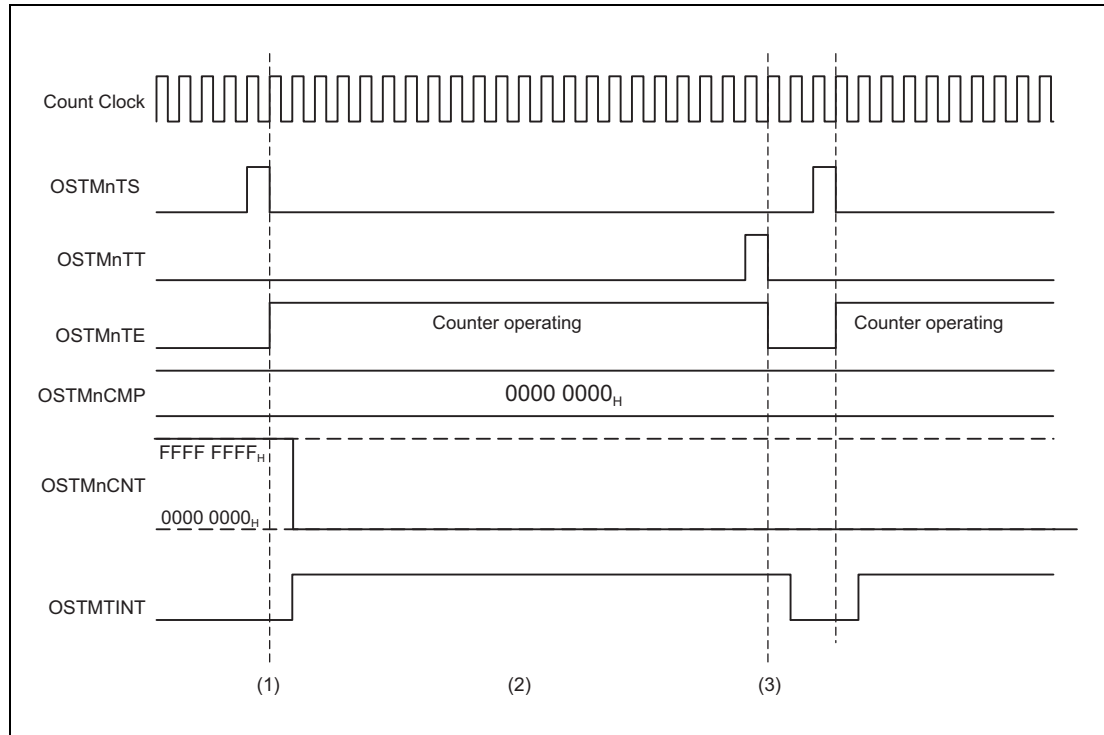 Count Clock
OSTMnTS
OSTMnTT
OSTMnTE
Counter operating
Counter operating
OSTMnCMP
0000 0000H
FFFF FFFFH
OSTMnCNT
0000 0000H
OSTMTINT
(1)
(2)
(3)